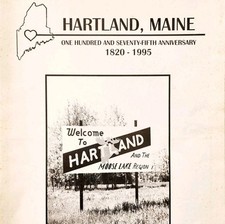 HARTLAND, MAINE
ONE HUNDRED AND SEVENTY-FIFTH ANNIVERSARY
1820 - 1995
Welcome
To
HARTLAND
AND THE
MOOSE LAKE REGION